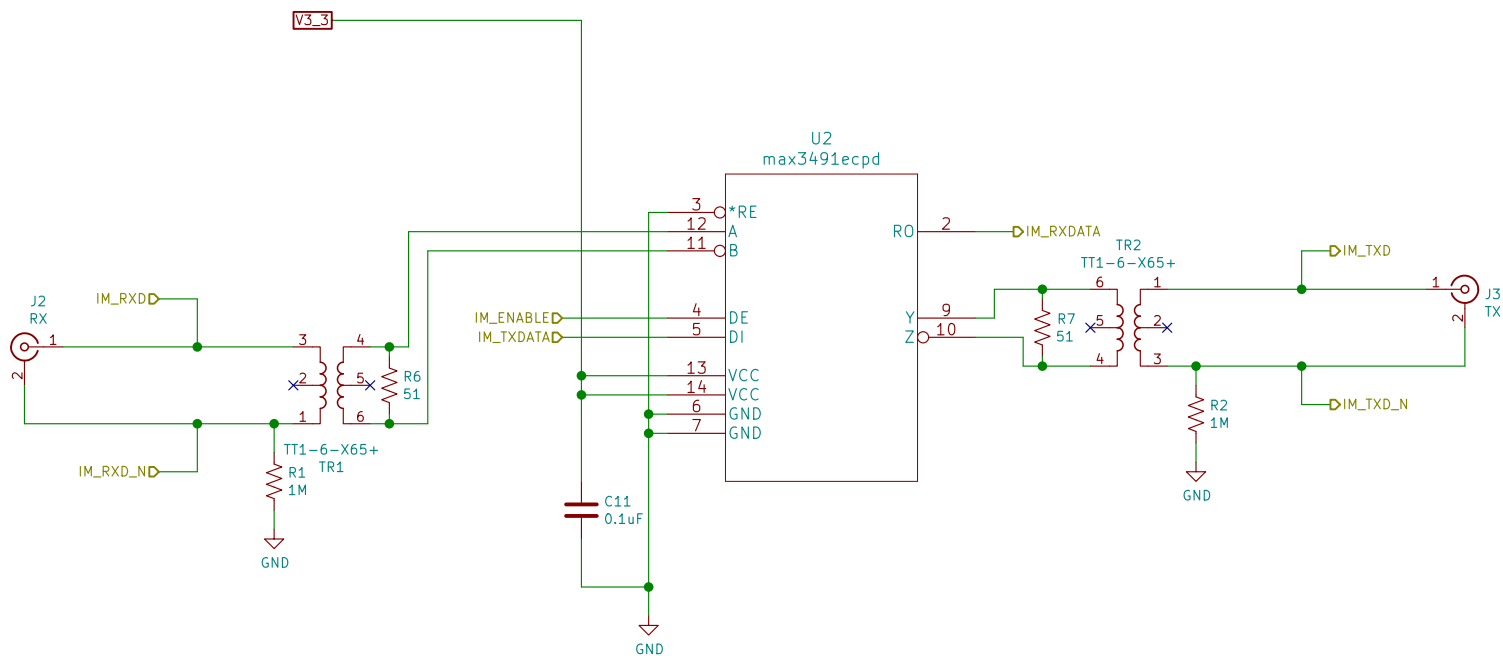 V3_3
U2
max3491ecpd
3
*RE
12
A
11
B
4
DE
5
DI
13
VCC
14
VCC
6
GND
7
GND
RO
2
Y
9
Z
10
IM_RXDATA
IM_ENABLE
IM_TXDATA
J2
RX
1
2
IM_RXD
IM_RXD_N
3
2
1
4
5
6
TT1-6-X65+
TR1
R6
51
R1
1M
GND
C11
0.1uF
GND
TR2
TT1-6-X65+
6
5
4
1
2
3
R7
51
IM_TXD
IM_TXD_N
R2
1M
GND
1
2
J3
TX